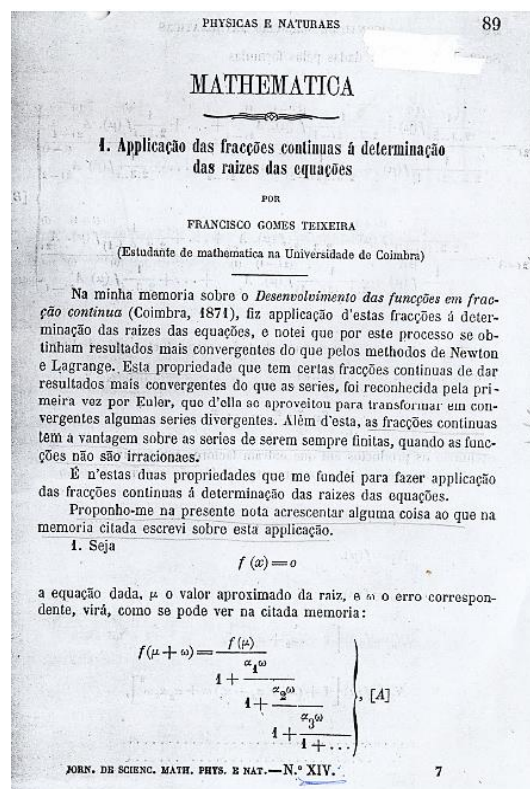 PHYSICAS E NATURAES 89
MATHEMATICA
1. Applicação das fracções continuas á determinação
das raizes das equações
POR
FRANCISCO GOMES TEIXEIRA
(Estudante de mathematica na Universidade de Coimbra)
Na minha memoria sobre o Desenvolvimento das funcções em frac-
ção continua (Coimbra, 1871), fiz applicação d'estas fracções á deter-
minação das raizes das equações, e notei que por este processo se ob-
tinham resultados mais convergentes do que pelos methodos de Newton
e Lagrange. Esta propriedade que tem certas fracções continuas de dar
resultados mais convergentes do que as series, foi reconhecida pela pri-
meira vez por Euler, que d'ella se aproveitou para transformar em con-
vergentes algumas series divergentes. Além d'esta, as fracções continuas
tem a vantagem sobre as series de serem sempre finitas, quando as func-
ções não são irracionaes.
É n'estas duas propriedades que me fundei para fazer applicação
das fracções continuas á determinação das raizes das equações.
Proponho-me na presente nota acrescentar alguma coisa ao que na
memoria citada escrevi sobre esta applicação.
1. Seja
f (x) = o
a equação dada, μ o valor aproximado da raiz, e ω o erro correspon-
dente, virá, como se pode ver na citada memoria:
f(μ + ω) = f(μ)
1 + α₁ω
1 + α₂ω
1 + α₃ω
1 + ...
, [A]
JORN. DE SCIENC. MATH. PHYS. E NAT.—N.º XIV. 7